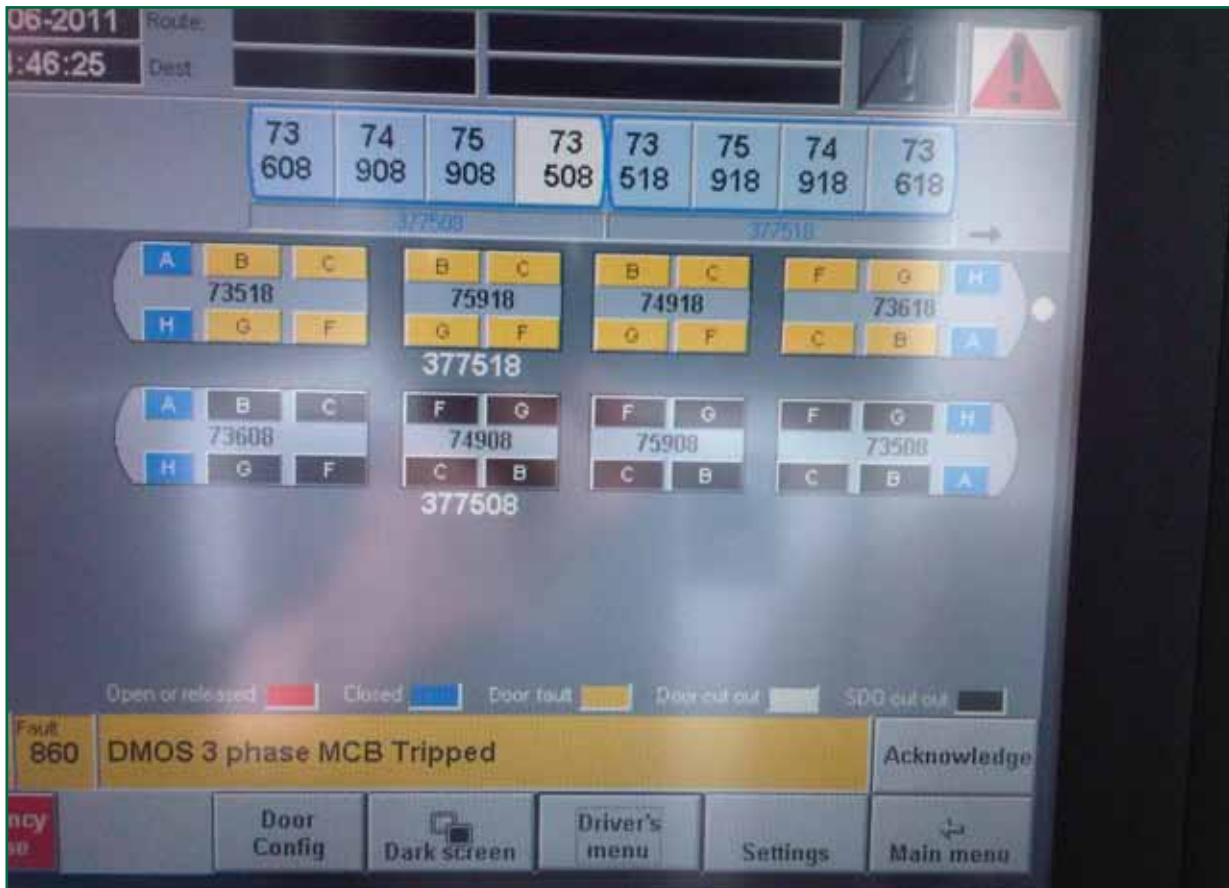 06-2011 Route:
:46:25 Dest:
73 74 75 73 73 75 74 73
608 908 908 508 518 918 918 618
377508 377518
A B C B C B C F G H
73518 75918 74918 73618
H G F G F G F C B A
377518
A B C F G F G F G H
73608 74908 75908 73508
H G F C B C B C B A
377508
Open or released Closed Door fault Door cut out SDO cut out
Fault
860 DMOS 3 phase MCB Tripped Acknowledge
ncy Door Driver's
Config Dark screen menu Settings Main menu